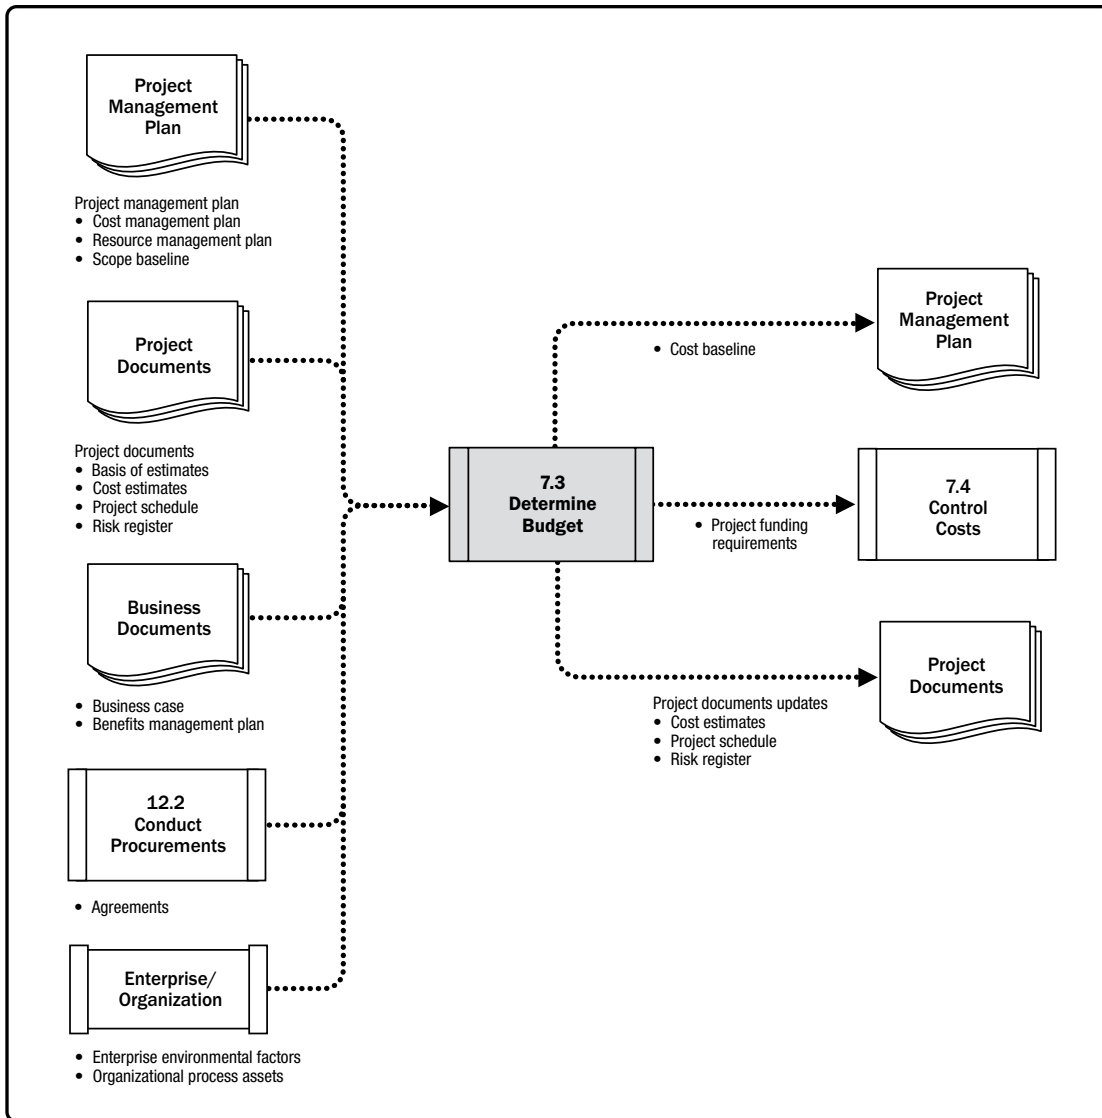 Project
Management
Plan
Project management plan
• Cost management plan
• Resource management plan
• Scope baseline
Project
Documents
Project documents
• Basis of estimates
• Cost estimates
• Project schedule
• Risk register
Business
Documents
• Business case
• Benefits management plan
12.2
Conduct
Procurements
• Agreements
Enterprise/
Organization
• Enterprise environmental factors
• Organizational process assets
7.3
Determine
Budget
• Cost baseline
Project
Management
Plan
• Project funding
requirements
7.4
Control
Costs
Project documents updates
• Cost estimates
• Project schedule
• Risk register
Project
Documents